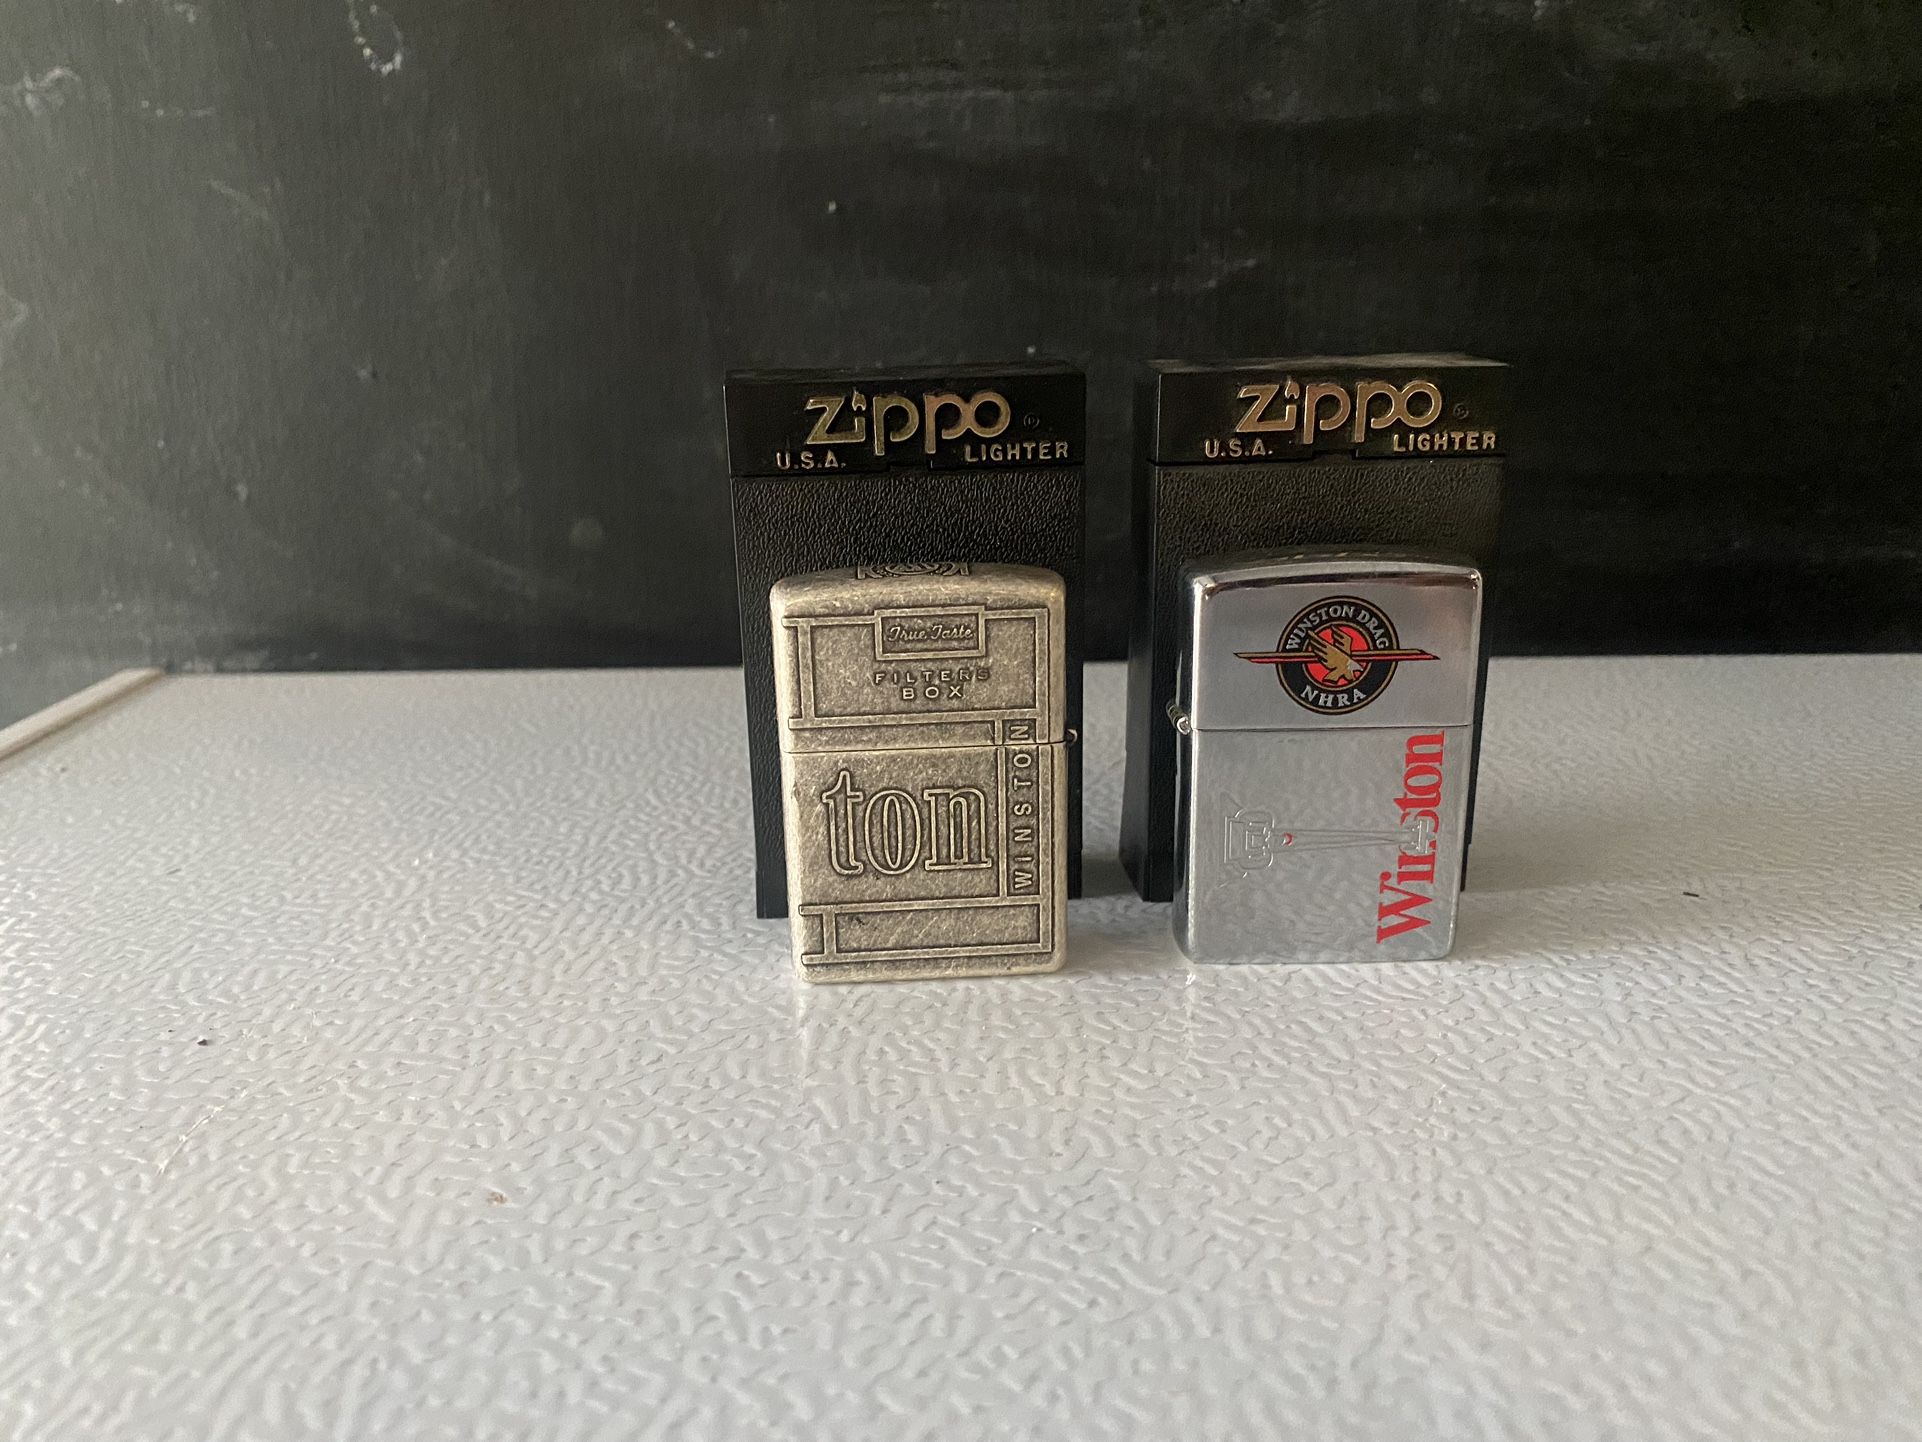 Zippo
U.S.A. LIGHTER
Zippo
U.S.A. LIGHTER
True Taste
FILTERS
BOX
ton
WINSTON
WINSTON DRAG
NHRA
Winston